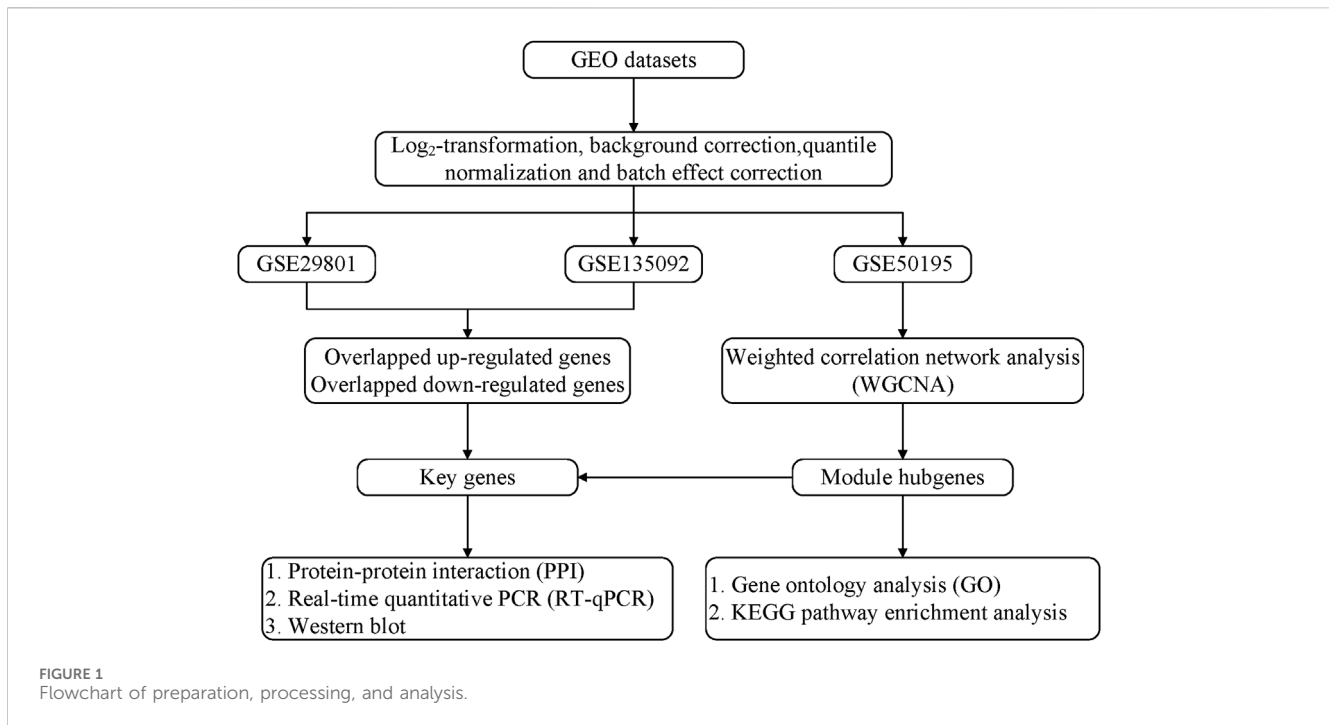 GEO datasets
Log₂-transformation, background correction,quantile
normalization and batch effect correction
GSE29801
GSE135092
GSE50195
Overlapped up-regulated genes
Overlapped down-regulated genes
Weighted correlation network analysis
(WGCNA)
Key genes
Module hubgenes
1. Protein-protein interaction (PPI)
2. Real-time quantitative PCR (RT-qPCR)
3. Western blot
1. Gene ontology analysis (GO)
2. KEGG pathway enrichment analysis
FIGURE 1
Flowchart of preparation, processing, and analysis.